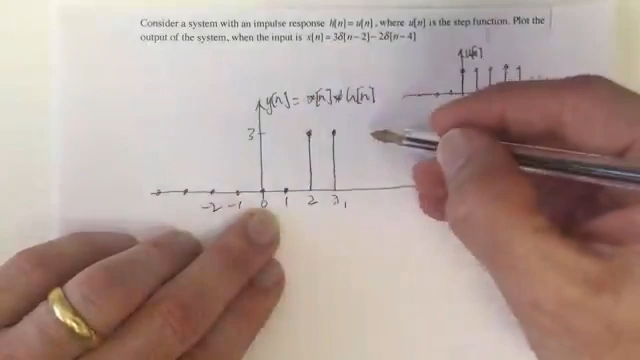 Consider a system with an impulse response h[n] = u[n], where u[n] is the step function. Plot the
output of the system, when the input is x[n] = 3δ[n−2] − 2δ[n−4]
u[n]
y[n] = x[n] * h[n]
3
-2 -1 0 1 2 3